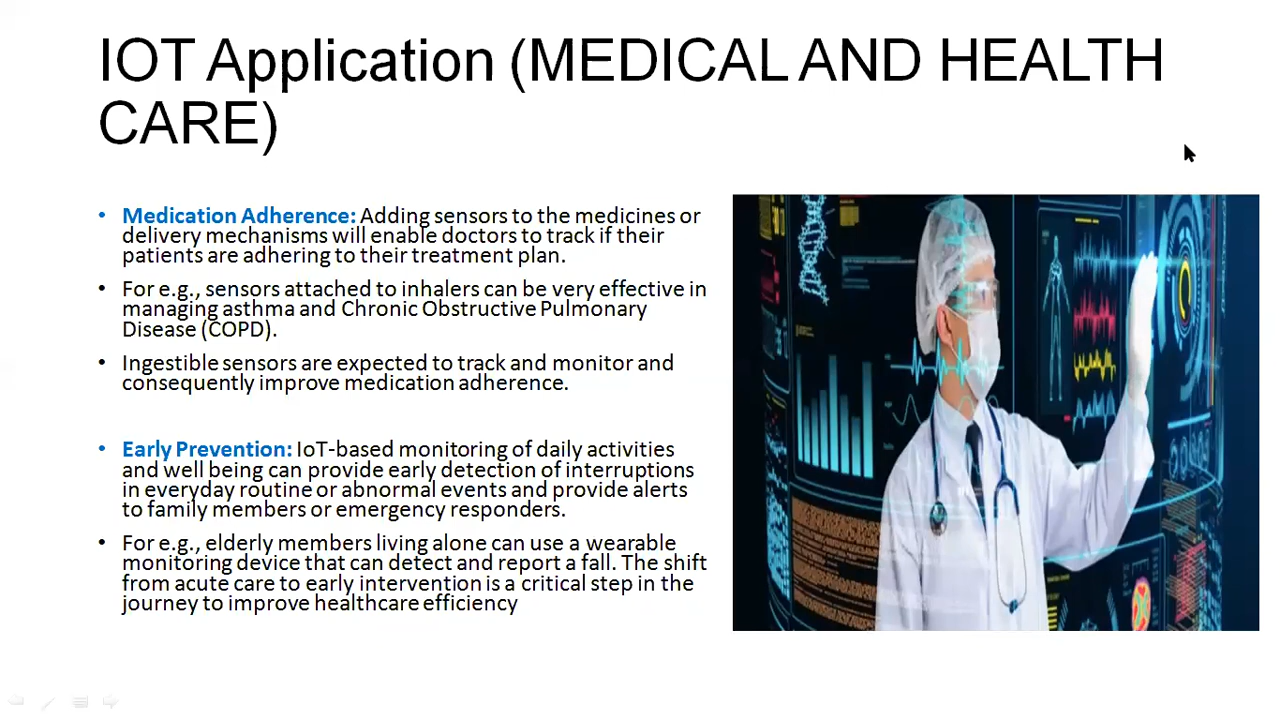 IOT Application (MEDICAL AND HEALTH
CARE)
• Medication Adherence: Adding sensors to the medicines or
delivery mechanisms will enable doctors to track if their
patients are adhering to their treatment plan.
• For e.g., sensors attached to inhalers can be very effective in
managing asthma and Chronic Obstructive Pulmonary
Disease (COPD).
• Ingestible sensors are expected to track and monitor and
consequently improve medication adherence.
• Early Prevention: IoT-based monitoring of daily activities
and well being can provide early detection of interruptions
in everyday routine or abnormal events and provide alerts
to family members or emergency responders.
• For e.g., elderly members living alone can use a wearable
monitoring device that can detect and report a fall. The shift
from acute care to early intervention is a critical step in the
journey to improve healthcare efficiency